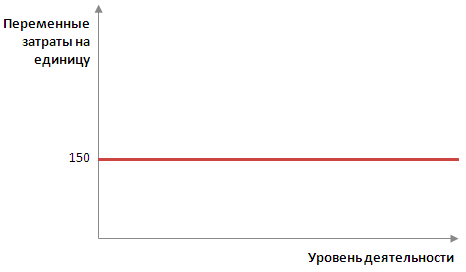 Переменные
затраты на
единицу
150
Уровень деятельности